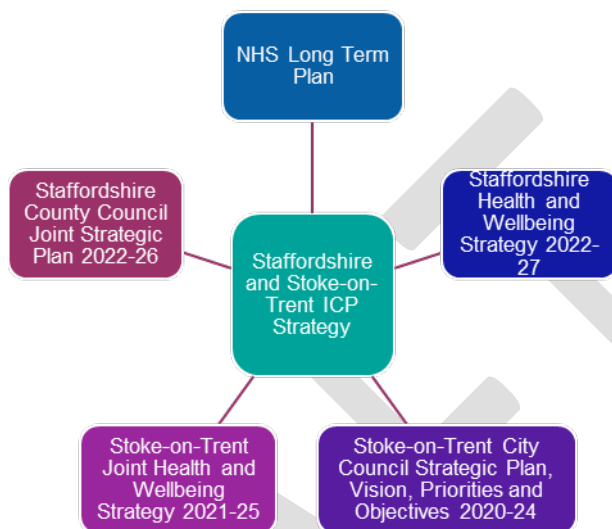 NHS Long Term
Plan
Staffordshire
County Council
Joint Strategic
Plan 2022-26
Staffordshire
Health and
Wellbeing
Strategy 2022-
27
Staffordshire
and Stoke-on-
Trent ICP
Strategy
Stoke-on-Trent
Joint Health and
Wellbeing
Strategy 2021-25
Stoke-on-Trent City
Council Strategic Plan,
Vision, Priorities and
Objectives 2020-24